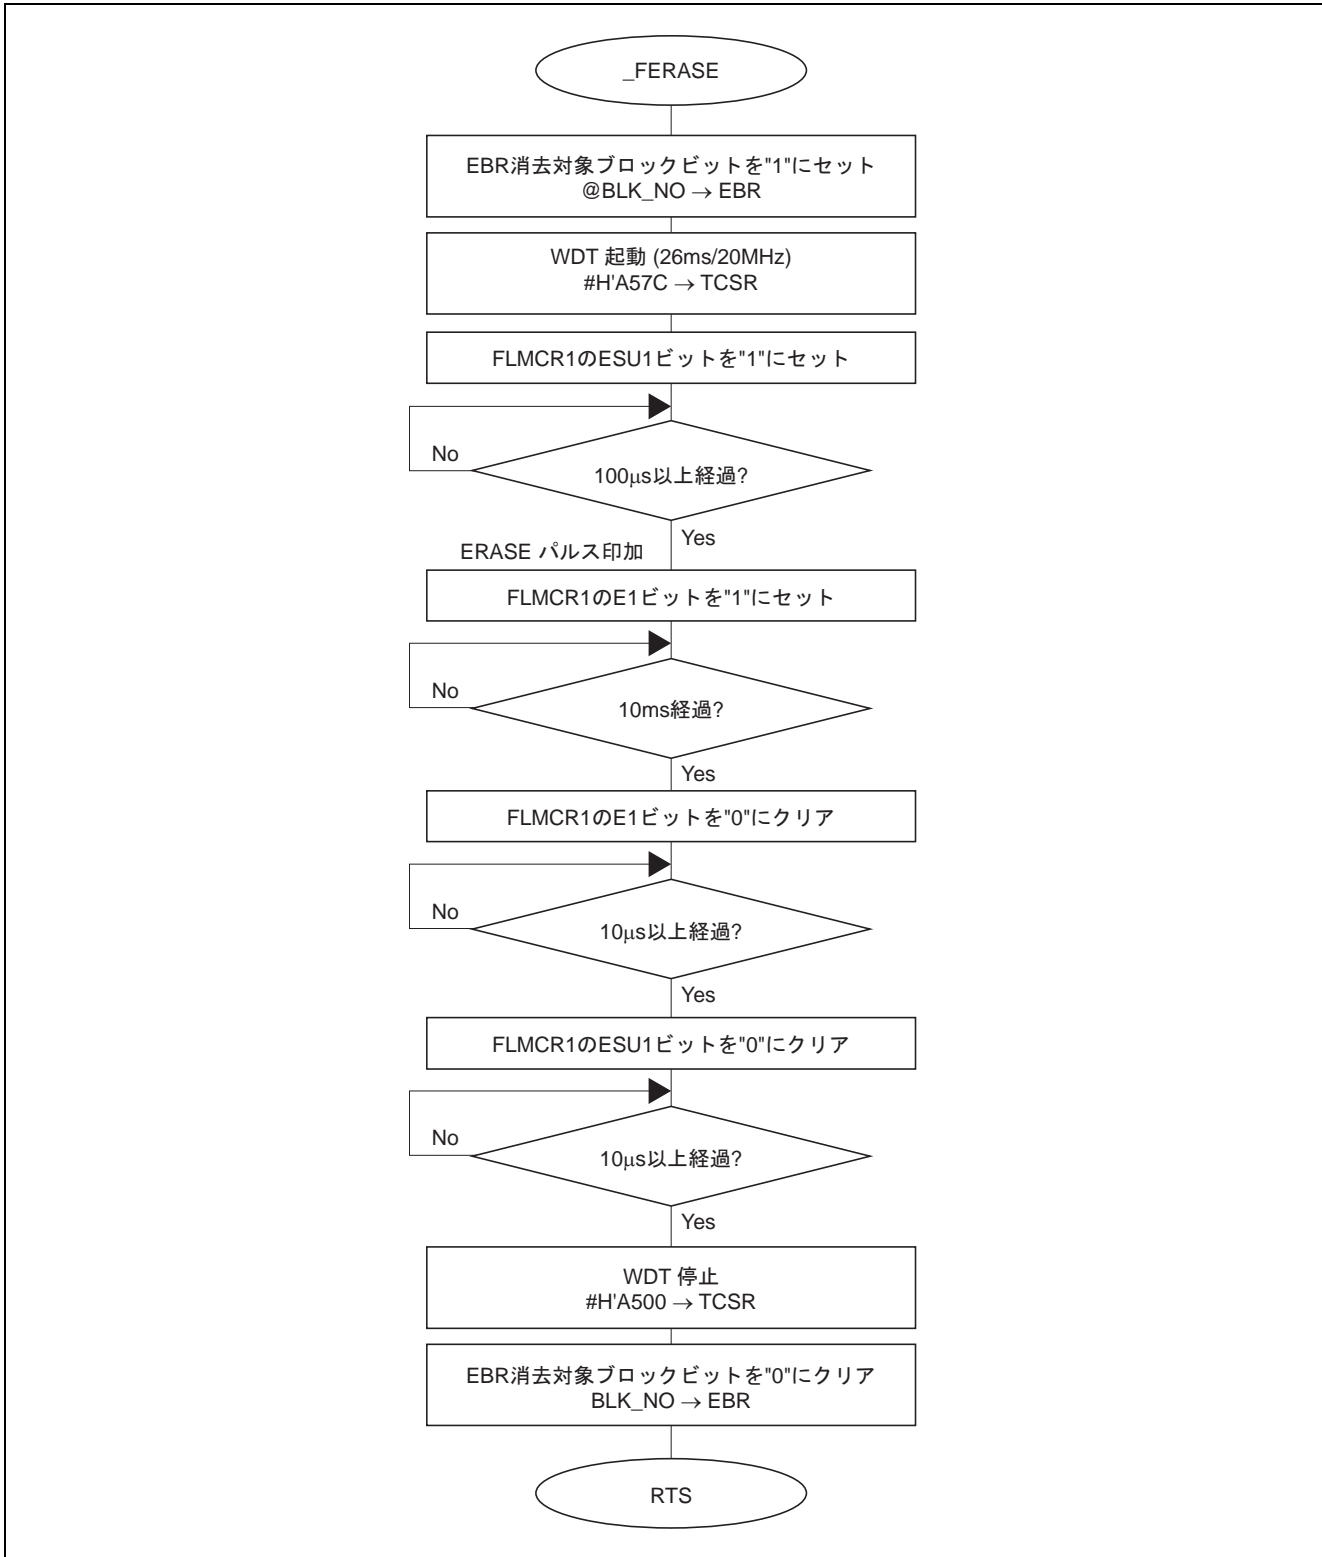 _FERASE
EBR消去対象ブロックビットを"1"にセット
@BLK_NO → EBR
WDT 起動 (26ms/20MHz)
#H'A57C → TCSR
FLMCR1のESU1ビットを"1"にセット
No
100μs以上経過?
Yes
ERASE パルス印加
FLMCR1のE1ビットを"1"にセット
No
10ms経過?
Yes
FLMCR1のE1ビットを"0"にクリア
No
10μs以上経過?
Yes
FLMCR1のESU1ビットを"0"にクリア
No
10μs以上経過?
Yes
WDT 停止
#H'A500 → TCSR
EBR消去対象ブロックビットを"0"にクリア
BLK_NO → EBR
RTS